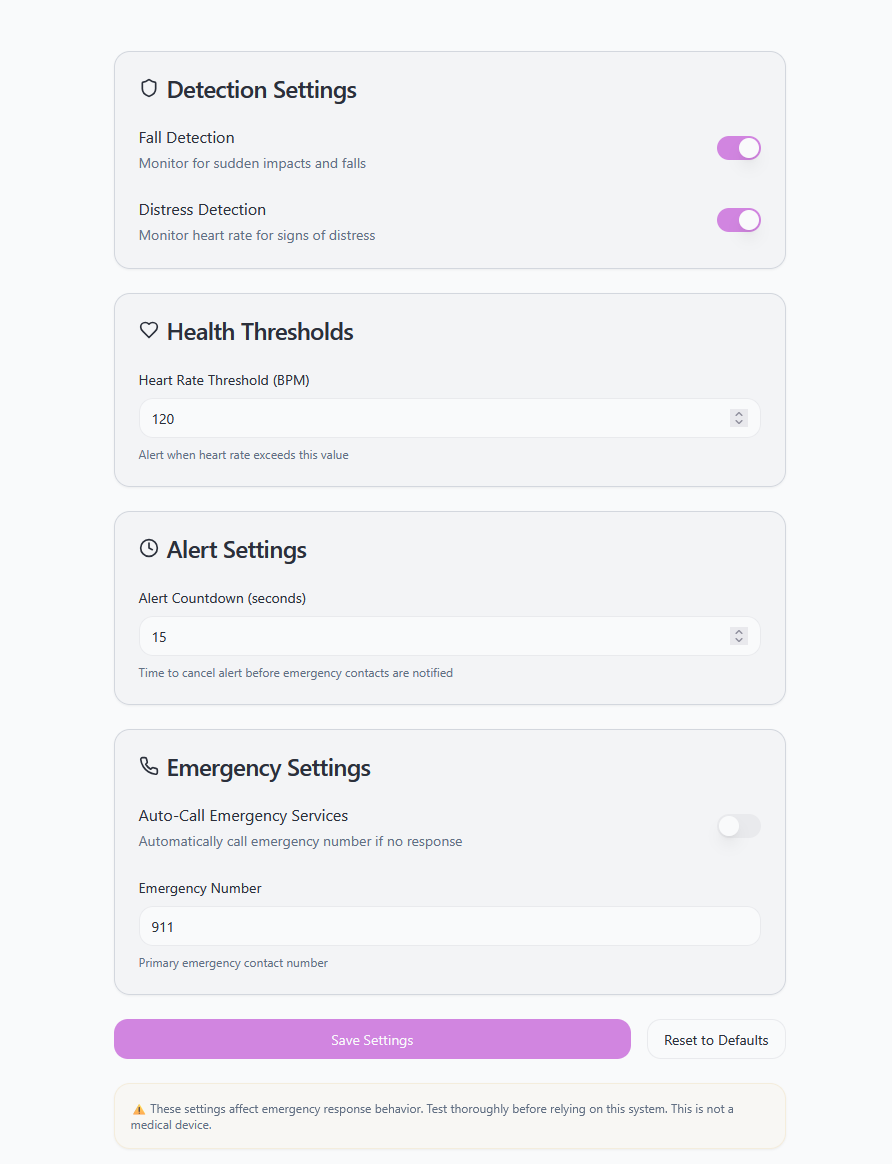 Detection Settings
Fall Detection
Monitor for sudden impacts and falls
Distress Detection
Monitor heart rate for signs of distress
Health Thresholds
Heart Rate Threshold (BPM)
120
Alert when heart rate exceeds this value
Alert Settings
Alert Countdown (seconds)
15
Time to cancel alert before emergency contacts are notified
Emergency Settings
Auto-Call Emergency Services
Automatically call emergency number if no response
Emergency Number
911
Primary emergency contact number
Save Settings
Reset to Defaults
⚠️ These settings affect emergency response behavior. Test thoroughly before relying on this system. This is not a
medical device.